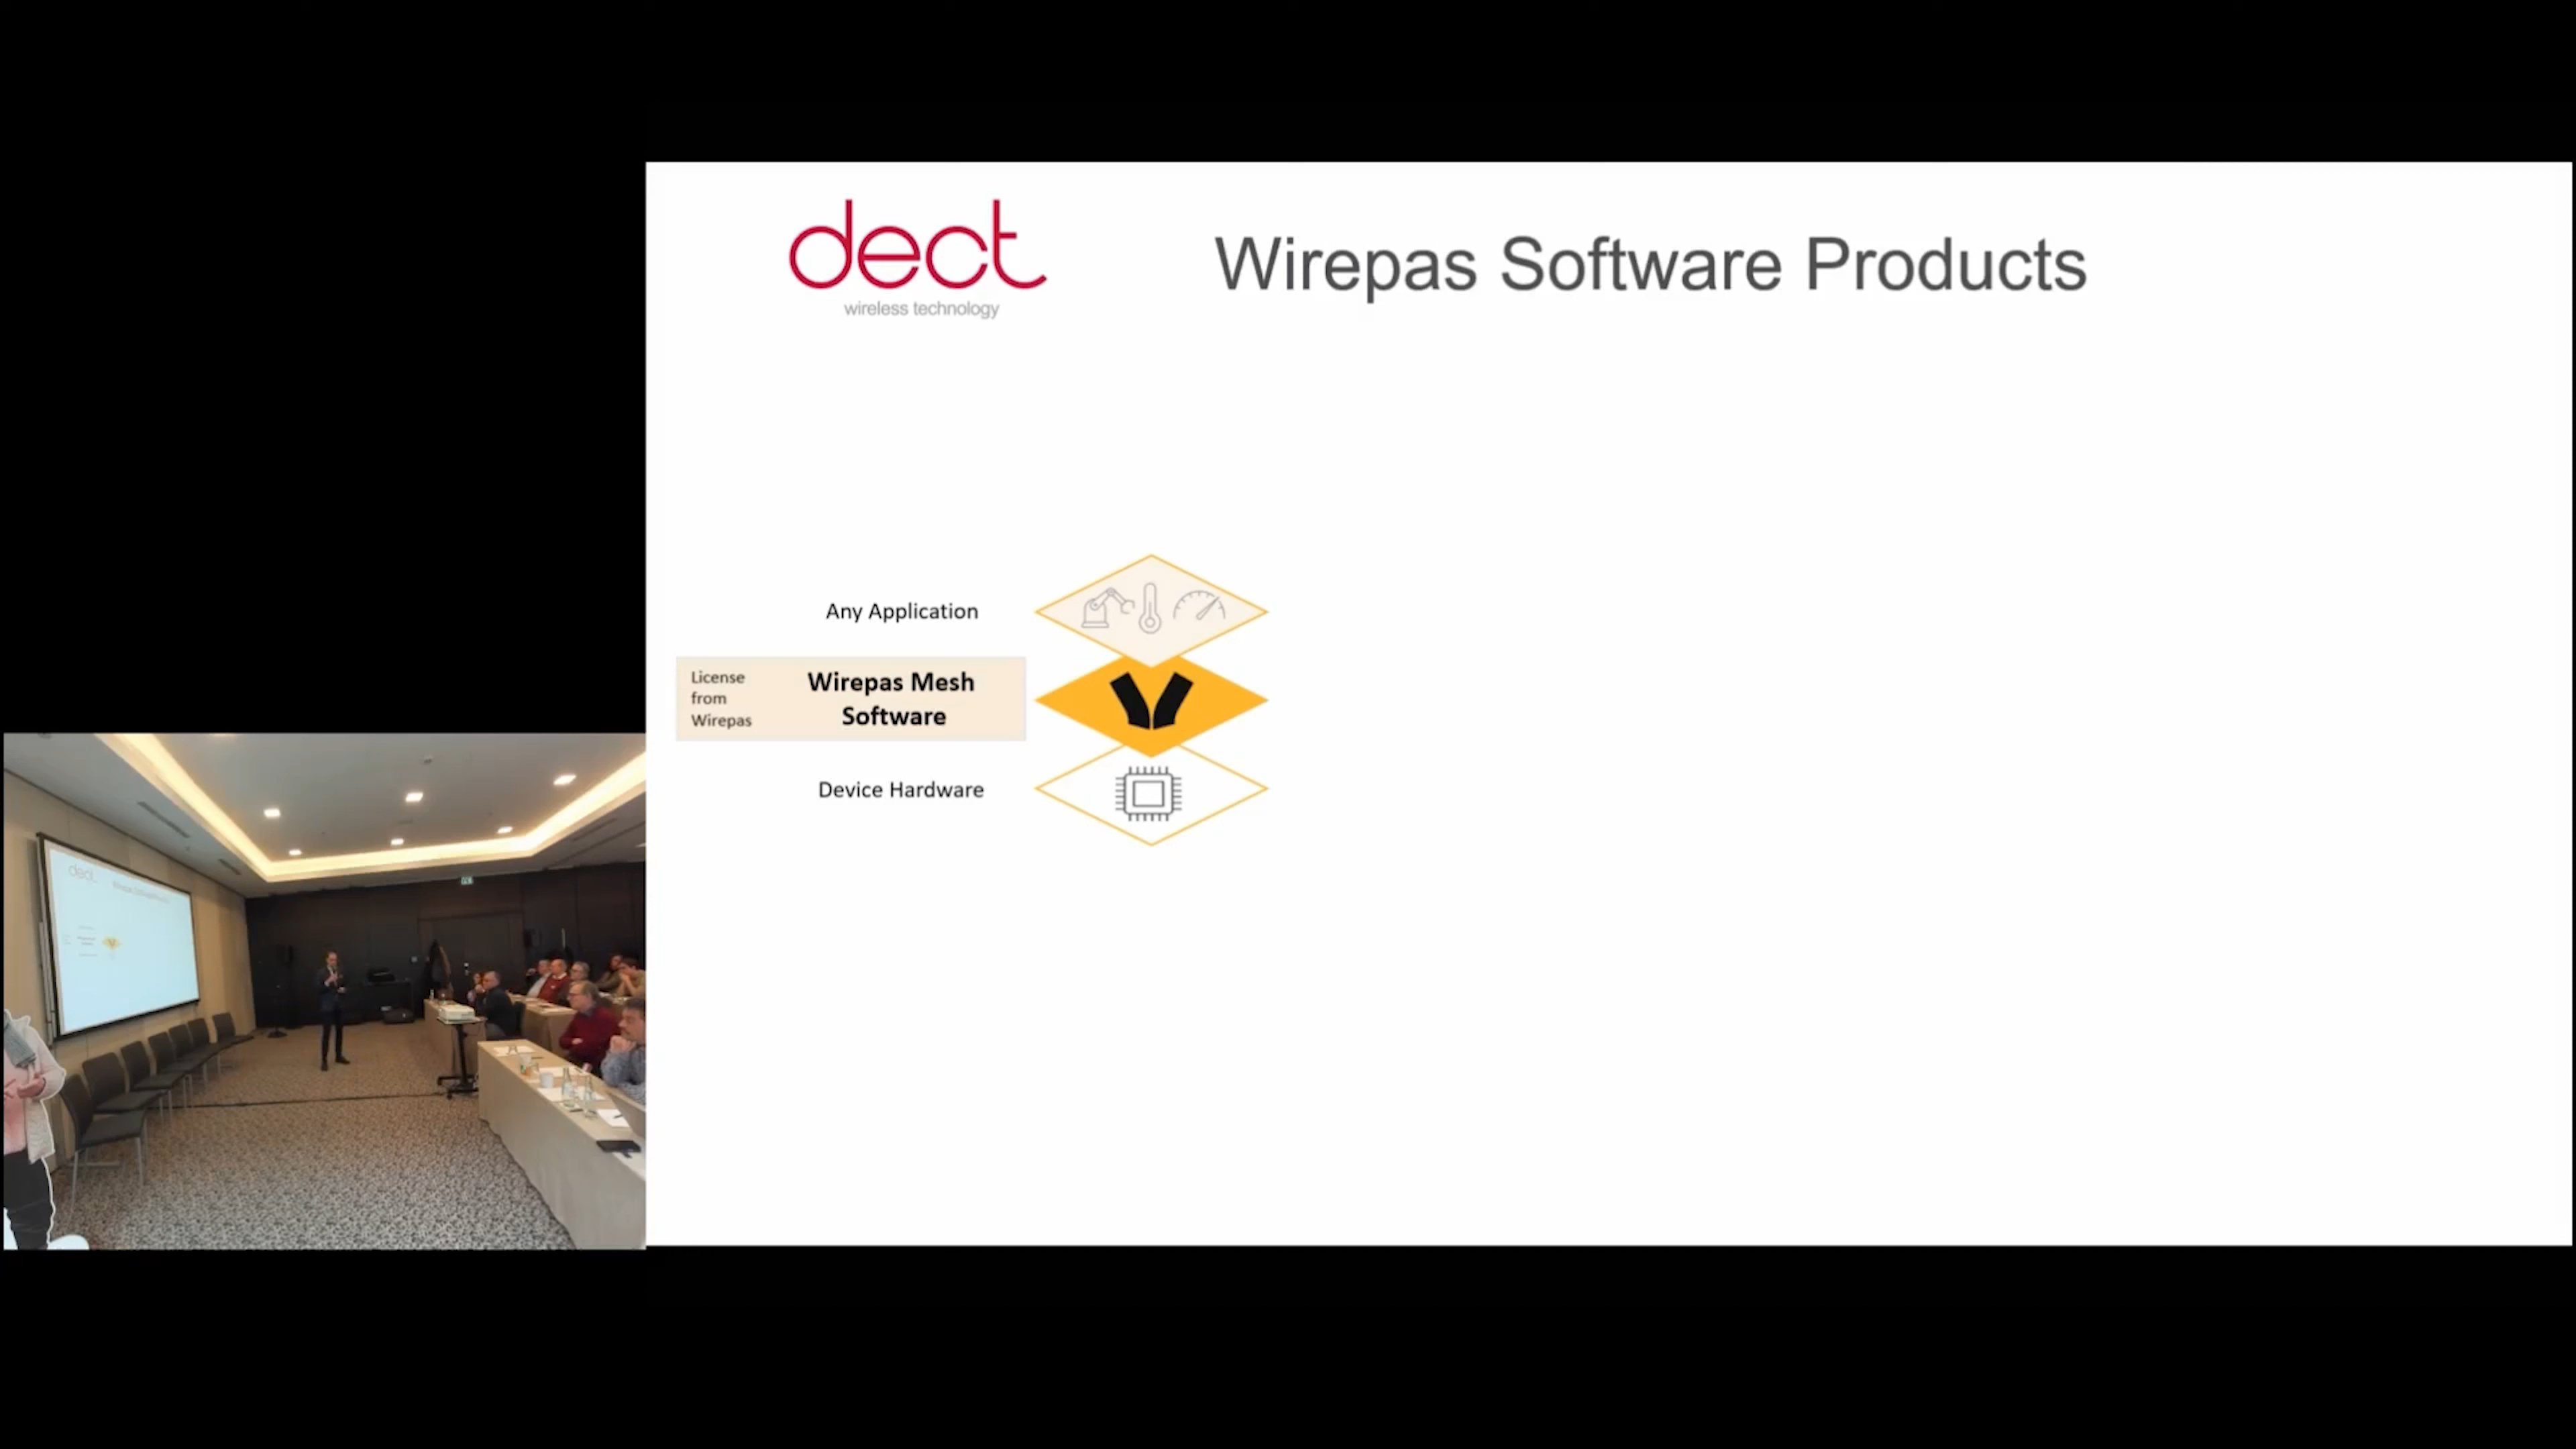 dect
wireless technology
Wirepas Software Products
Any Application
License
from
Wirepas
Wirepas Mesh
Software
Device Hardware